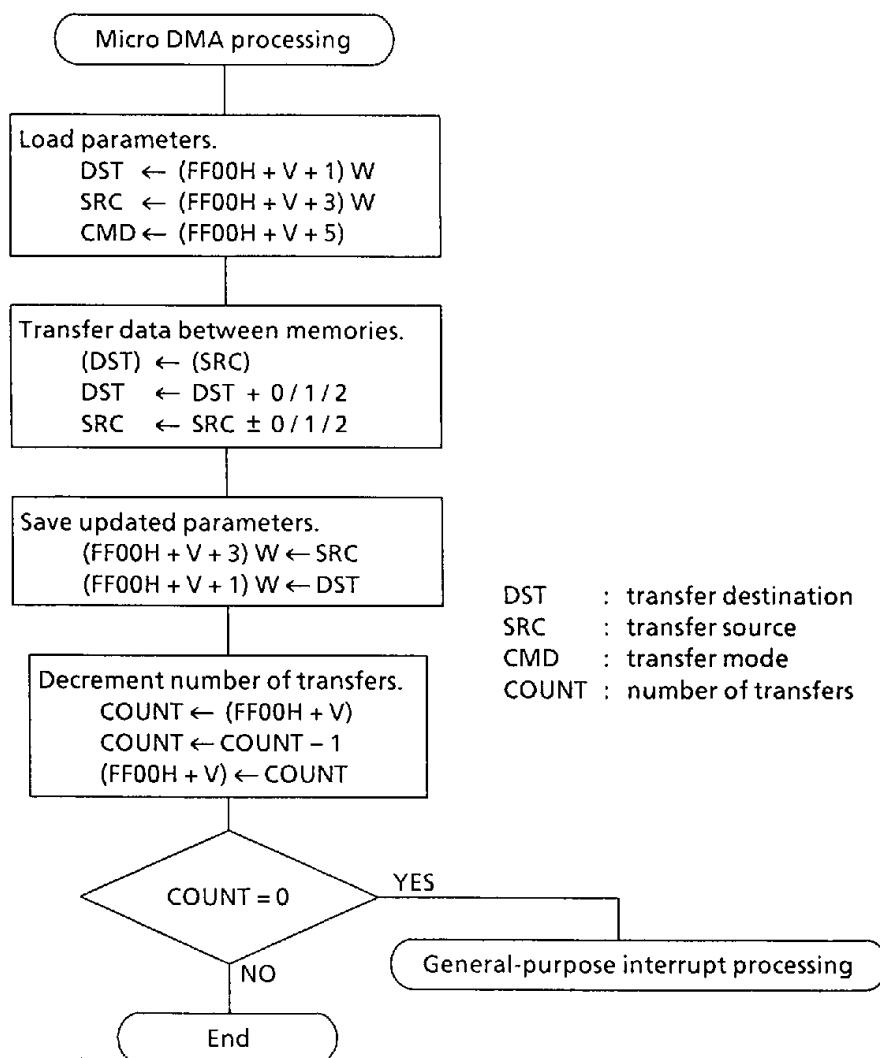 Micro DMA processing
Load parameters.
DST ← (FF00H + V + 1) W
SRC ← (FF00H + V + 3) W
CMD ← (FF00H + V + 5)
Transfer data between memories.
(DST) ← (SRC)
DST ← DST + 0 / 1 / 2
SRC ← SRC ± 0 / 1 / 2
Save updated parameters.
(FF00H + V + 3) W ← SRC
(FF00H + V + 1) W ← DST
DST : transfer destination
SRC : transfer source
CMD : transfer mode
COUNT : number of transfers
Decrement number of transfers.
COUNT ← (FF00H + V)
COUNT ← COUNT – 1
(FF00H + V) ← COUNT
COUNT = 0
YES
General-purpose interrupt processing
NO
End